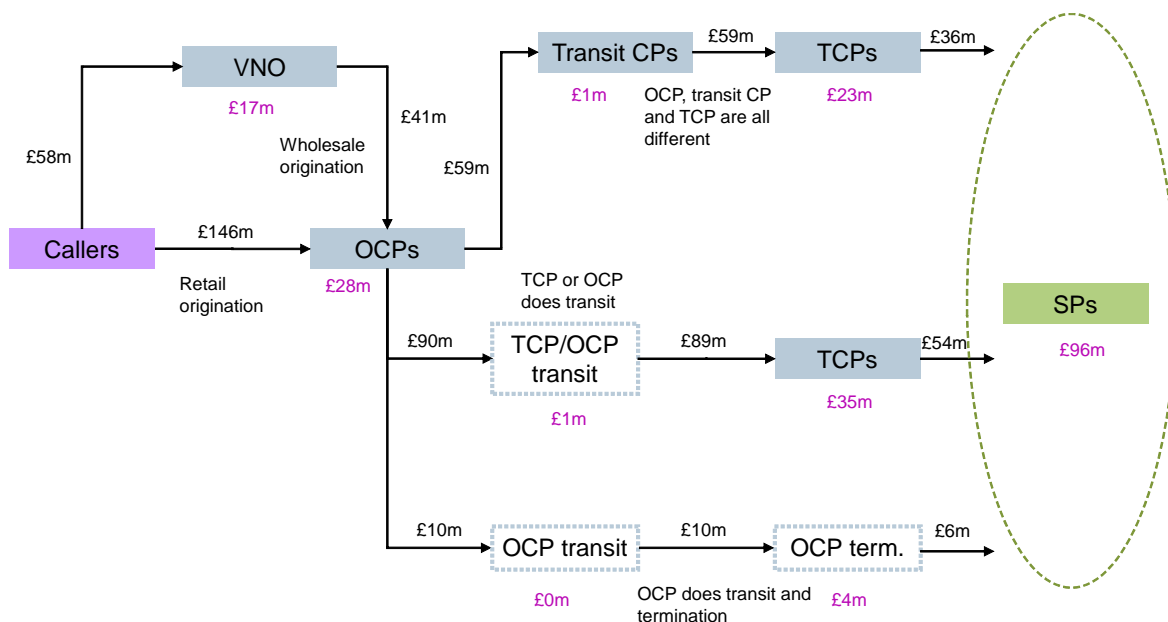 £59m
£36m
VNO
Transit CPs
TCPs
£17m
£1m
OCP, transit CP
and TCP are all
different
£23m
£41m
£58m
Wholesale
origination
£59m
Callers
£146m
OCPs
Retail
origination
£28m
TCP or OCP
does transit
SPs
£96m
£90m
TCP/OCP
transit
£89m
TCPs
£54m
£1m
£35m
£10m
OCP transit
£10m
OCP term.
£6m
£0m
OCP does transit and
termination
£4m